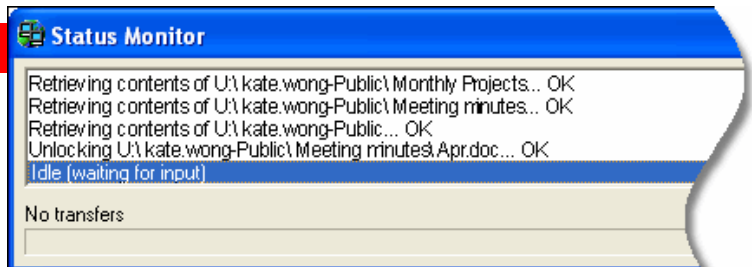 Status Monitor
Retrieving contents of U:\ kate.wong-Public\ Monthly Projects... OK
Retrieving contents of U:\ kate.wong-Public\ Meeting minutes... OK
Retrieving contents of U:\ kate.wong-Public... OK
Unlocking U:\ kate.wong-Public\ Meeting minutes\ Apr.doc... OK
Idle (waiting for input)
No transfers